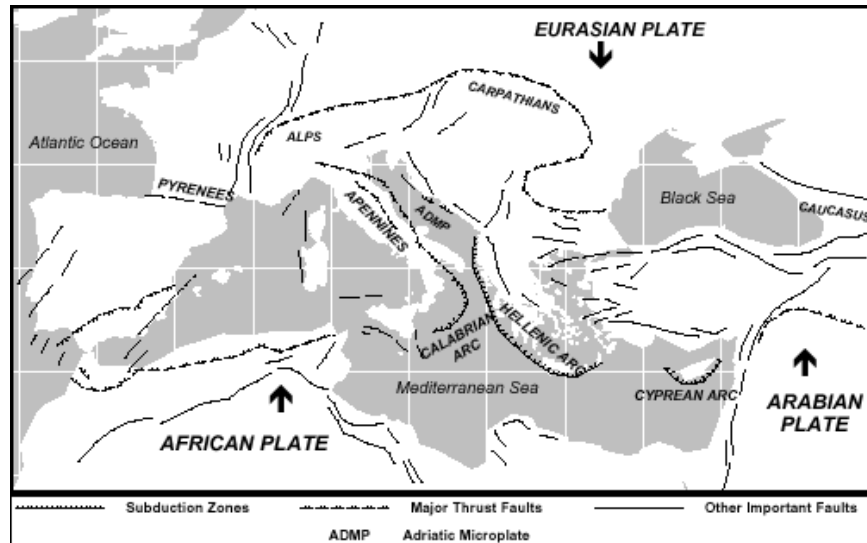 EURASIAN PLATE
CARPATHIANS
ALPS
Atlantic Ocean
PYRENEES
Black Sea
CAUCASUS
APENNINES
ADMP
HELLENIC ARC
CALABRIAN
ARC
Mediterranean Sea
CYPREAN ARC
ARABIAN
PLATE
AFRICAN PLATE
Subduction Zones
Major Thrust Faults
Other Important Faults
ADMP Adriatic Microplate